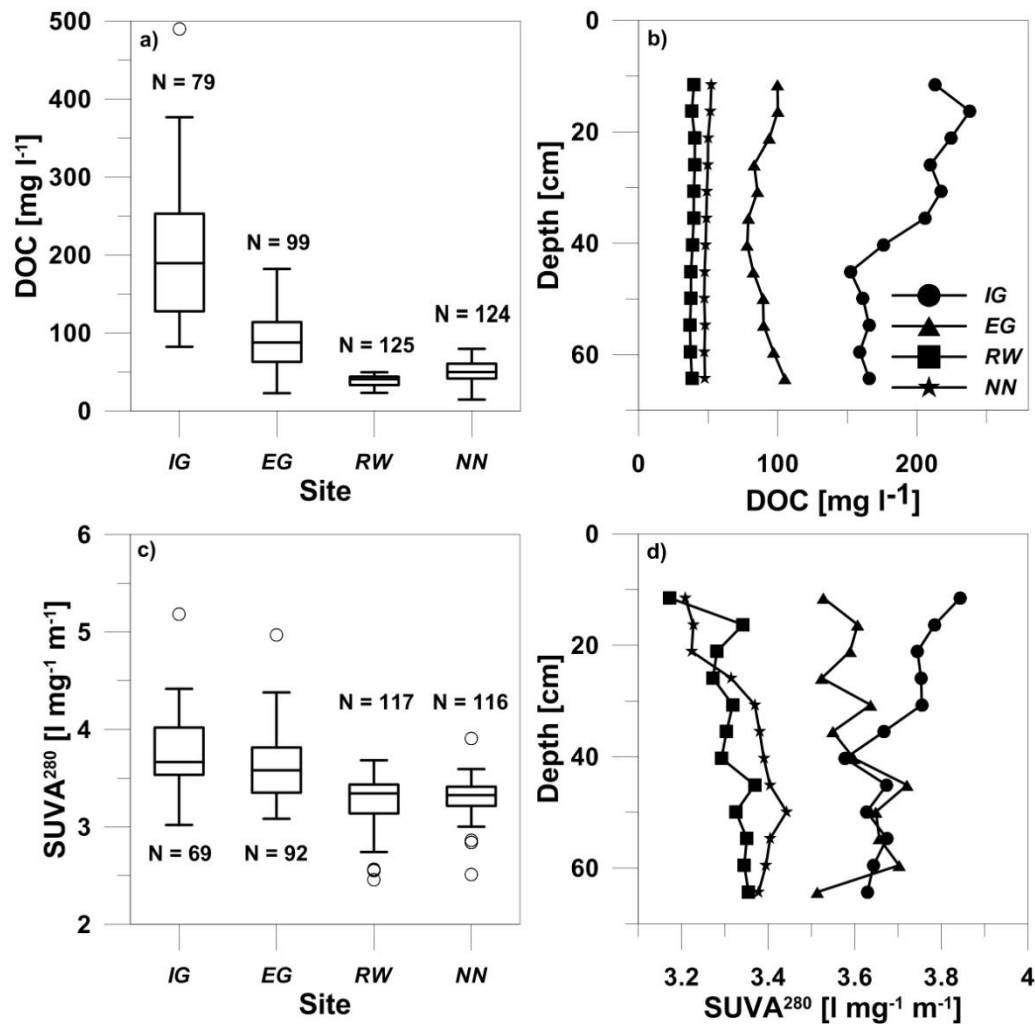 a)
500
400
300
200
100
0
DOC [mg l-1]
N = 79
N = 99
N = 125
N = 124
IG EG RW NN
Site
b)
0
20
40
60
Depth [cm]
IG
EG
RW
NN
0 100 200
DOC [mg l-1]
c)
6
5
4
3
2
SUVA280 [l mg-1 m-1]
N = 69
N = 92
N = 117
N = 116
IG EG RW NN
Site
d)
0
20
40
60
Depth [cm]
3.2 3.4 3.6 3.8 4
SUVA280 [l mg-1 m-1]